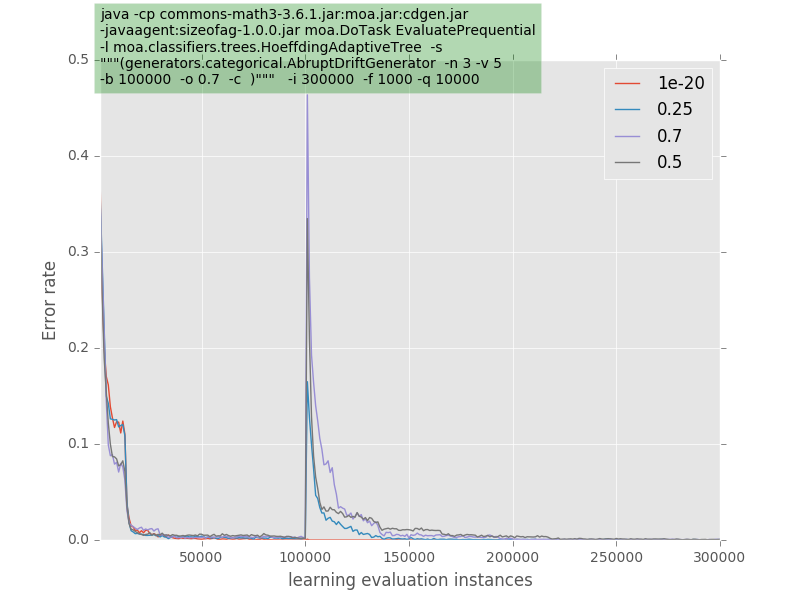 java -cp commons-math3-3.6.1.jar:moa.jar:cdgen.jar
-javaagent:sizeofag-1.0.0.jar moa.DoTask EvaluatePrequential
-l moa.classifiers.trees.HoeffdingAdaptiveTree -s
"""(generators.categorical.AbruptDriftGenerator -n 3 -v 5
-b 100000 -o 0.7 -c )""" -i 300000 -f 1000 -q 10000
1e-20
0.25
0.7
0.5
0.5
0.4
0.3
0.2
0.1
0.0
Error rate
50000 100000 150000 200000 250000 300000
learning evaluation instances